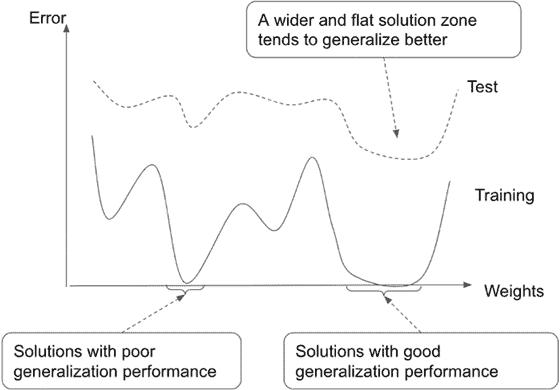 Error
A wider and flat solution zone
tends to generalize better
Test
Training
Weights
Solutions with poor
generalization performance
Solutions with good
generalization performance